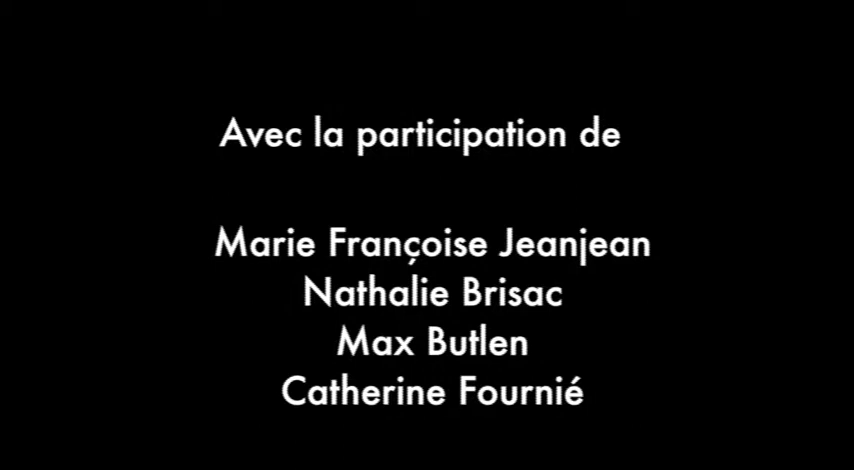 Avec la participation de
Marie Françoise Jeanjean
Nathalie Brisac
Max Butlen
Catherine Fournié